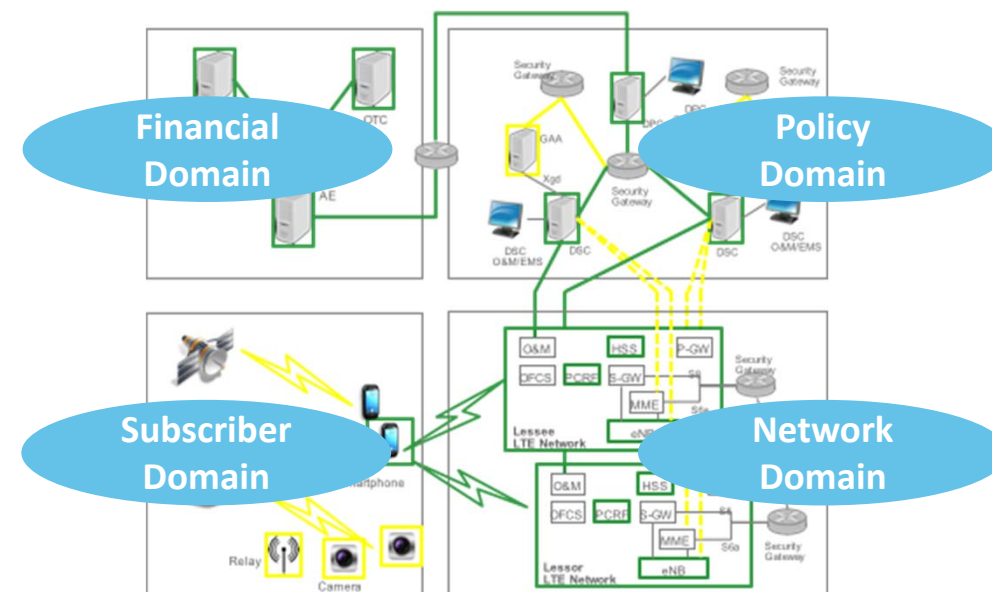 Financial
Domain
OTC
AE
Security
Gateway
GAA
Xgd
Security
Gateway
Security
Gateway
Policy
Domain
DSC
O&M/EMS
DSC
DSC
DSC
O&M/EMS
Subscriber
Domain
Relay
Camera
O&M
HSS
P-GW
DFCS
PCRF
S-GW
MME
S6a
Security
Gateway
Lessee
LTE Network
Network
Domain
O&M
HSS
DFCS
PCRF
S-GW
MME
S6a
eNB
Security
Gateway
Lessor
LTE Network